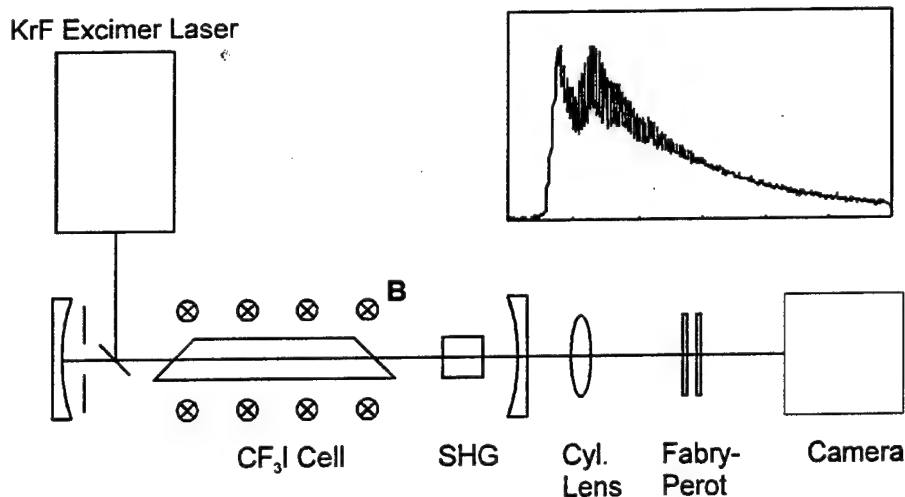 KrF Excimer Laser
B
CF₃I Cell
SHG
Cyl.
Lens
Fabry-
Perot
Camera